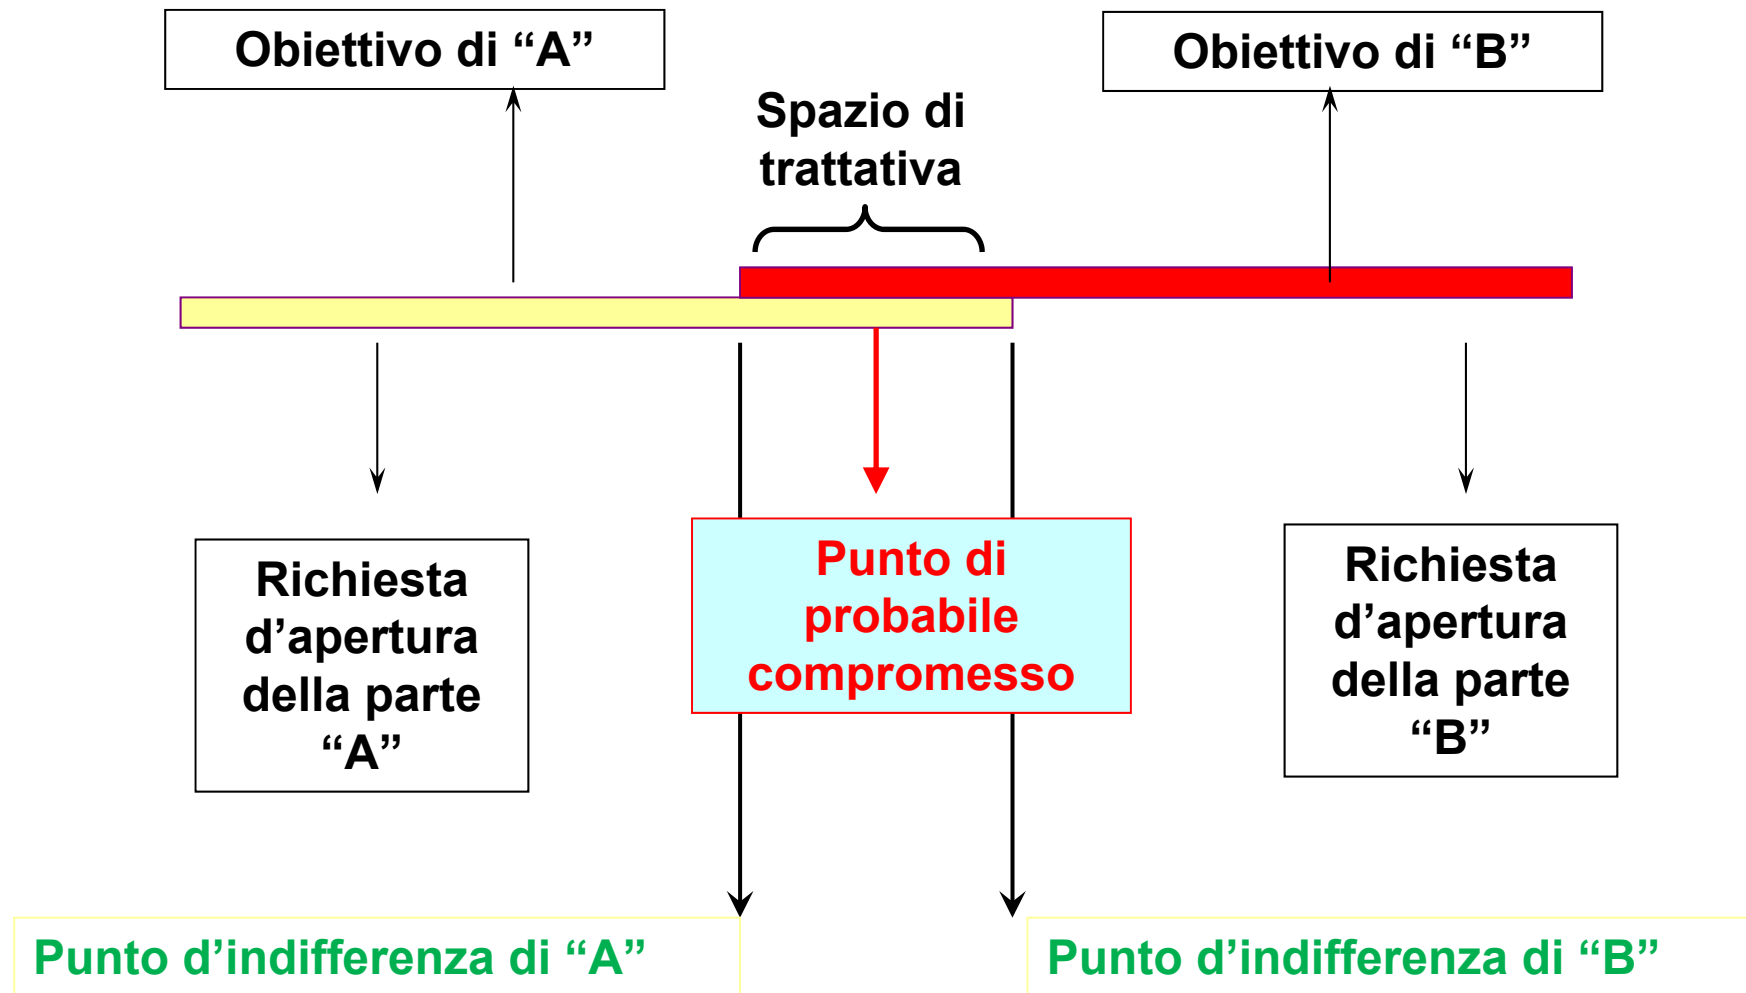 Obiettivo di “A”
Obiettivo di “B”
Spazio di
trattativa
Richiesta
d’apertura
della parte
“A”
Punto di
probabile
compromesso
Richiesta
d’apertura
della parte
“B”
Punto d’indifferenza di “A”
Punto d’indifferenza di “B”